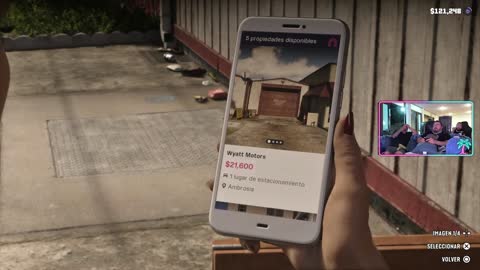 $121,248
5 propiedades disponibles
Wyatt Motors
$21,600
1 lugar de estacionamiento
Ambrosia
IMAGEN 1/4
SELECCIONAR
VOLVER